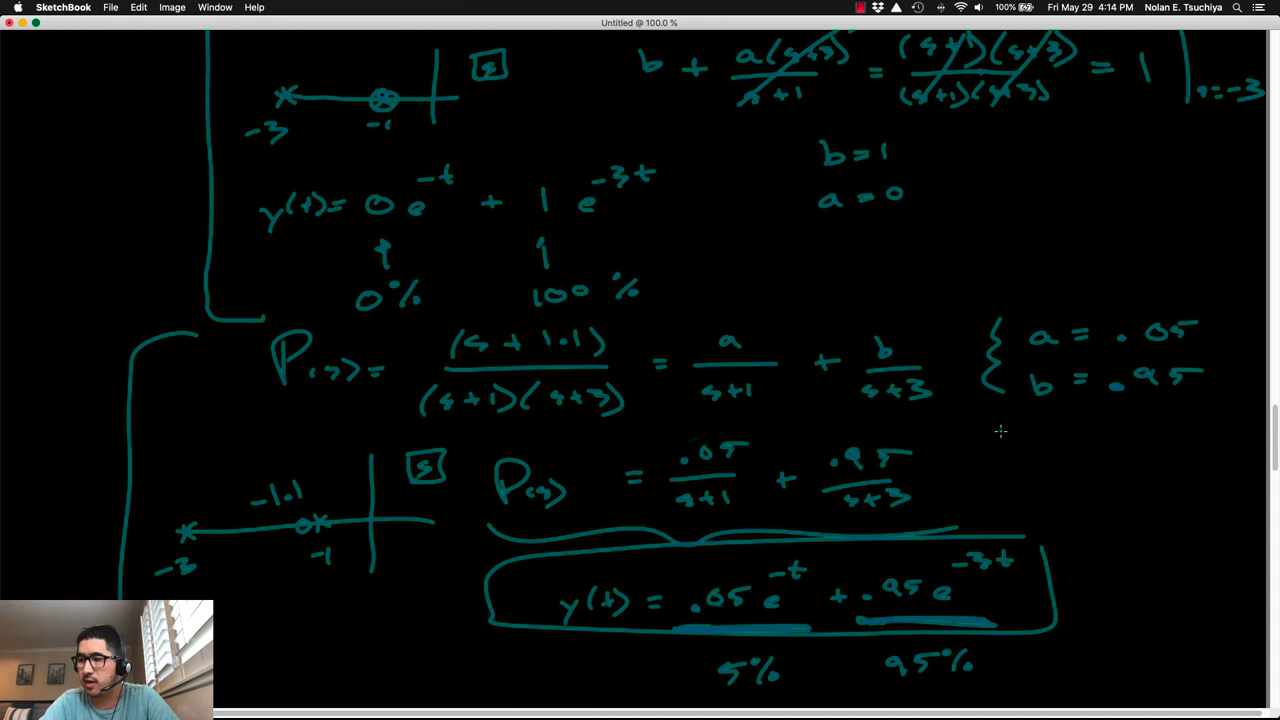 SketchBook File Edit Image Window Help 100% Fri May 29 4:14 PM Nolan E. Tsuchiya
Untitled @ 100.0 %
[s] b + a(s+3)/(s+1) = (s+1)(s+3)/(s+1)(s+3) = 1 |s=-3
-3 -1
b = 1
a = 0
y(t) = 0 e^-t + 1 e^-3t
0% 100%
P(s) = (s + 1.1)/(s+1)(s+3) = a/(s+1) + b/(s+3) { a = .05
b = .95
[s] -1.1 -3 -1
P(s) = .05/(s+1) + .95/(s+3)
y(t) = .05 e^-t + .95 e^-3t
5% 95%